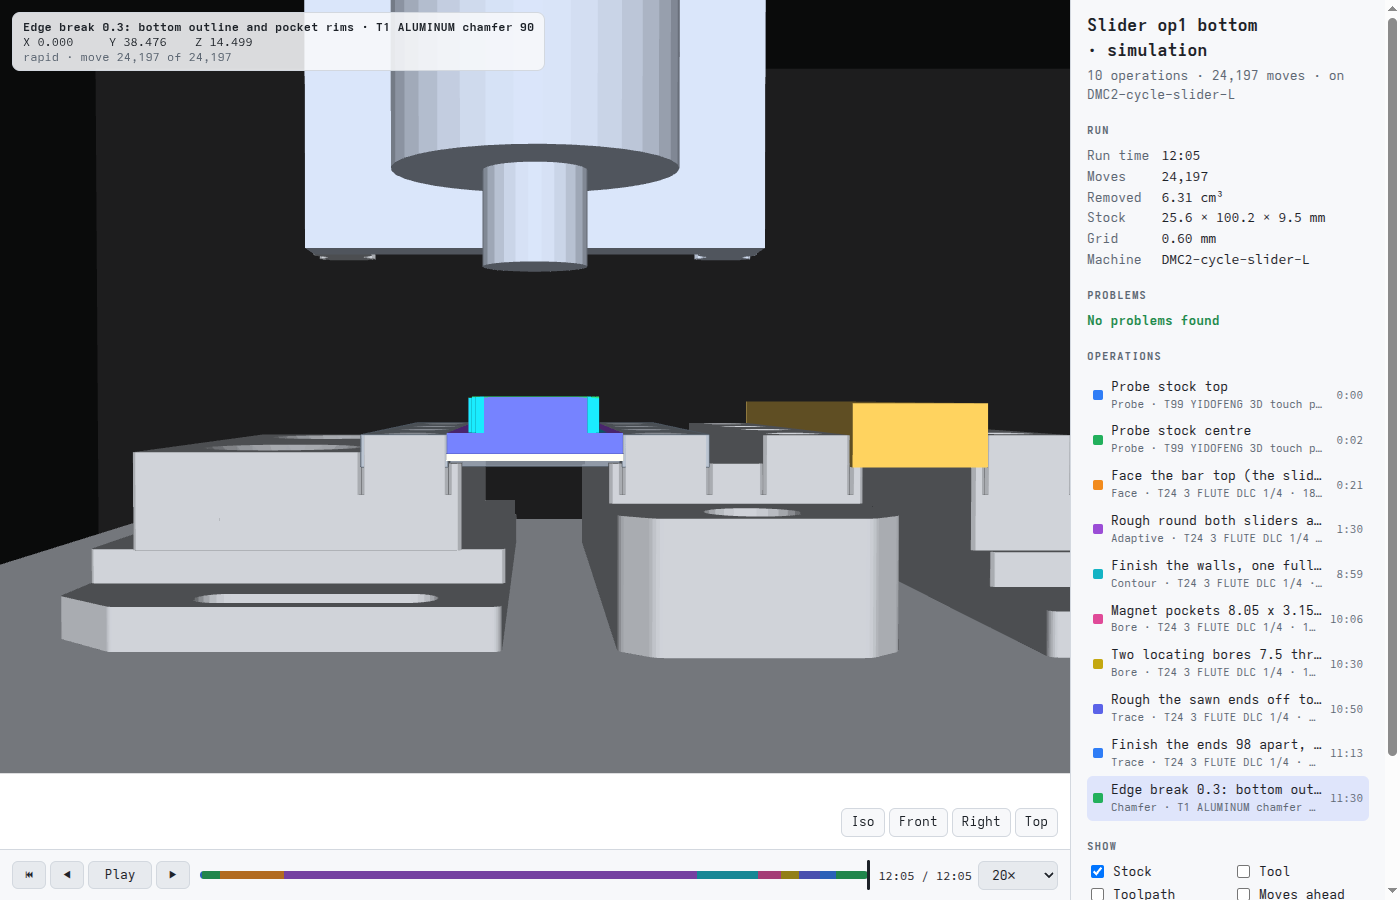 Edge break 0.3: bottom outline and pocket rims · T1 ALUMINUM chamfer 90
X 0.000 Y 38.476 Z 14.499
rapid · move 24,197 of 24,197
Iso
Front
Right
Top
⏮
◀
Play
▶
12:05 / 12:05
20×
Slider op1 bottom
· simulation
10 operations · 24,197 moves · on
DMC2-cycle-slider-L
RUN
Run time 12:05
Moves 24,197
Removed 6.31 cm³
Stock 25.6 × 100.2 × 9.5 mm
Grid 0.60 mm
Machine DMC2-cycle-slider-L
PROBLEMS
No problems found
OPERATIONS
Probe stock top 0:00
Probe · T99 YIDOFENG 3D touch p…
Probe stock centre 0:02
Probe · T99 YIDOFENG 3D touch p…
Face the bar top (the slid… 0:21
Face · T24 3 FLUTE DLC 1/4 · 18…
Rough round both sliders a… 1:30
Adaptive · T24 3 FLUTE DLC 1/4 …
Finish the walls, one full… 8:59
Contour · T24 3 FLUTE DLC 1/4 ·…
Magnet pockets 8.05 x 3.15… 10:06
Bore · T24 3 FLUTE DLC 1/4 · 1…
Two locating bores 7.5 thr… 10:30
Bore · T24 3 FLUTE DLC 1/4 · 1…
Rough the sawn ends off to… 10:50
Trace · T24 3 FLUTE DLC 1/4 · …
Finish the ends 98 apart, … 11:13
Trace · T24 3 FLUTE DLC 1/4 · …
Edge break 0.3: bottom out… 11:30
Chamfer · T1 ALUMINUM chamfer …
SHOW
Stock
Tool
Toolpath
Moves ahead